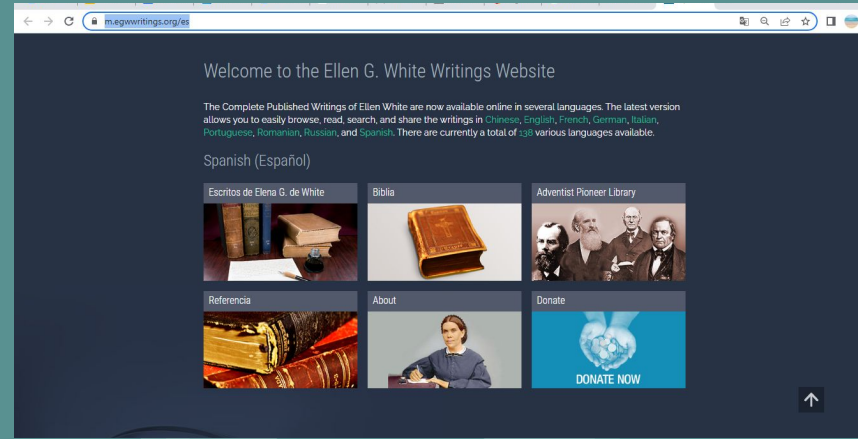 m.egwwritings.org/es
Welcome to the Ellen G. White Writings Website
The Complete Published Writings of Ellen White are now available online in several languages. The latest version
allows you to easily browse, read, search, and share the writings in Chinese, English, French, German, Italian,
Portuguese, Romanian, Russian, and Spanish. There are currently a total of 138 various languages available.
Spanish (Español)
Escritos de Elena G. de White
Biblia
Adventist Pioneer Library
Referencia
About
Donate
DONATE NOW